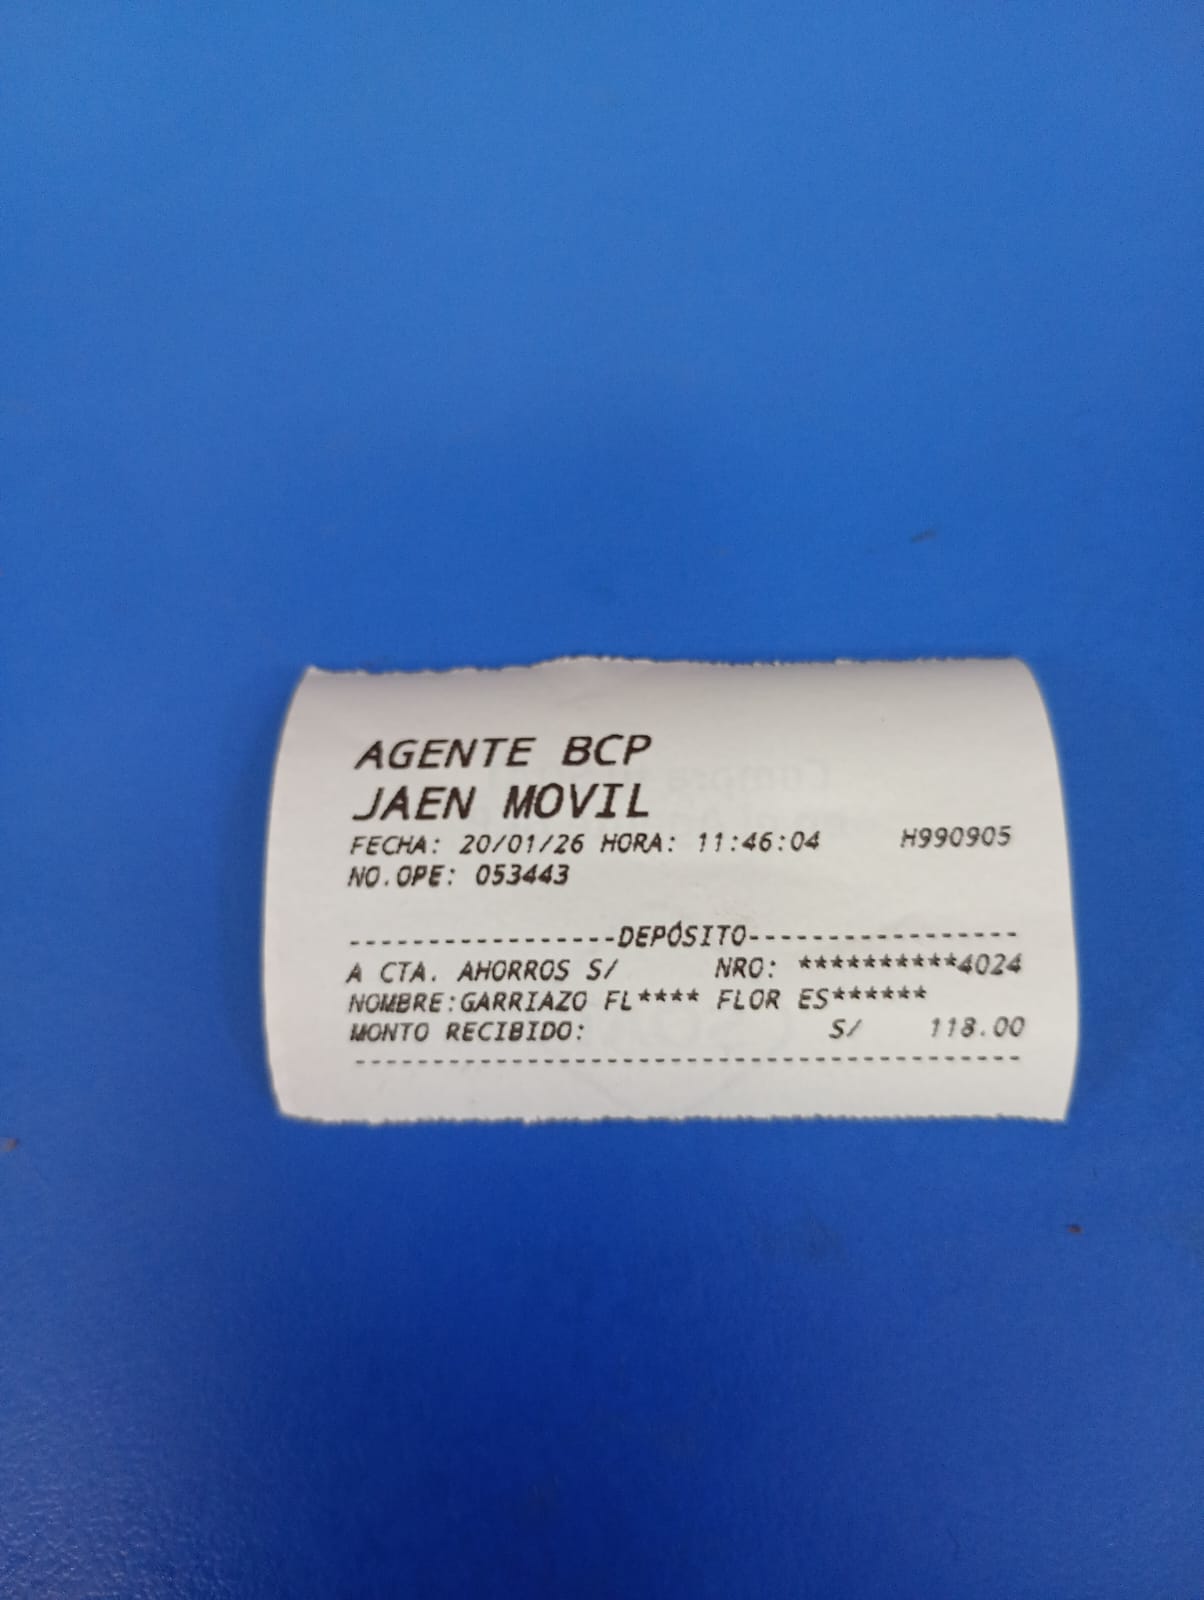 AGENTE BCP
JAEN MOVIL
FECHA: 20/01/26 HORA: 11:46:04 H990905
NO.OPE: 053443
-----------------DEPÓSITO-----------------
A CTA. AHORROS S/ NRO: **********4024
NOMBRE:GARRIAZO FL**** FLOR ES******
MONTO RECIBIDO: S/ 118.00
-------------------------------------------